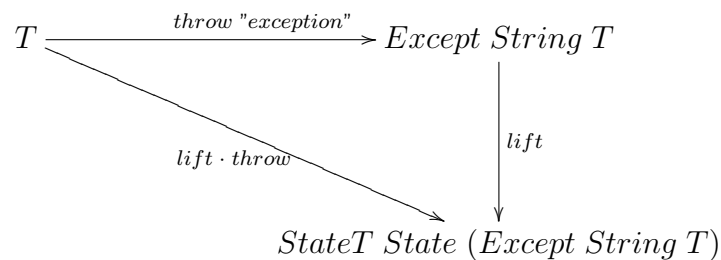 throw "exception"
T
Except String T
lift
lift · throw
StateT State (Except String T)